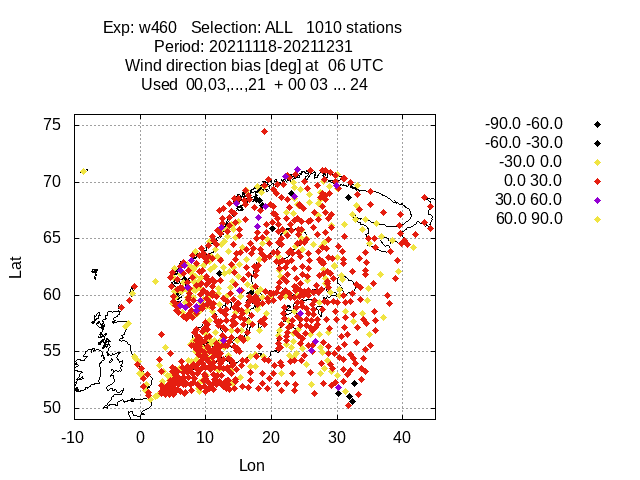 Exp: w460   Selection: ALL   1010 stations
Period: 20211118-20211231
Wind direction bias [deg] at  06 UTC
Used  00,03,...,21  + 00 03 ... 24
-90.0 -60.0
-60.0 -30.0
-30.0 0.0
0.0 30.0
30.0 60.0
60.0 90.0
75
70
65
60
55
50
Lat
-10 0 10 20 30 40
Lon